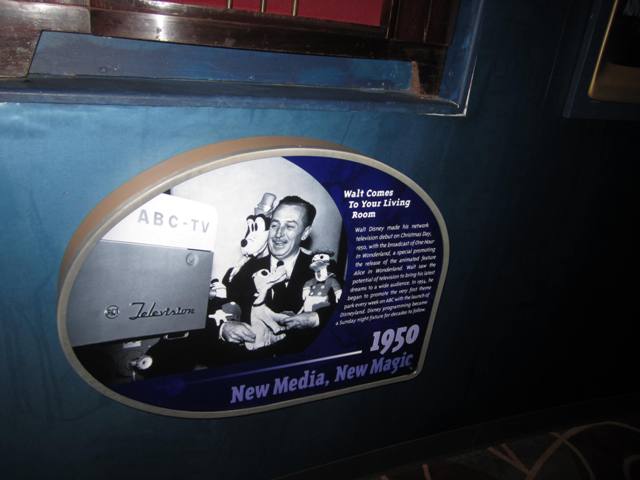 ABC-TV
Television
Walt Comes
To Your Living
Room
Walt Disney made his network
television debut on Christmas Day,
1950, with the broadcast of One Hour
in Wonderland, a special promoting
the release of the animated feature
Alice in Wonderland. Walt saw the
potential of television to bring his latest
dreams to a wide audience. In 1954, he
began to promote the very first theme
park every week on ABC with the launch of
Disneyland. Disney programming became
a Sunday night fixture for decades to follow.
1950
New Media, New Magic